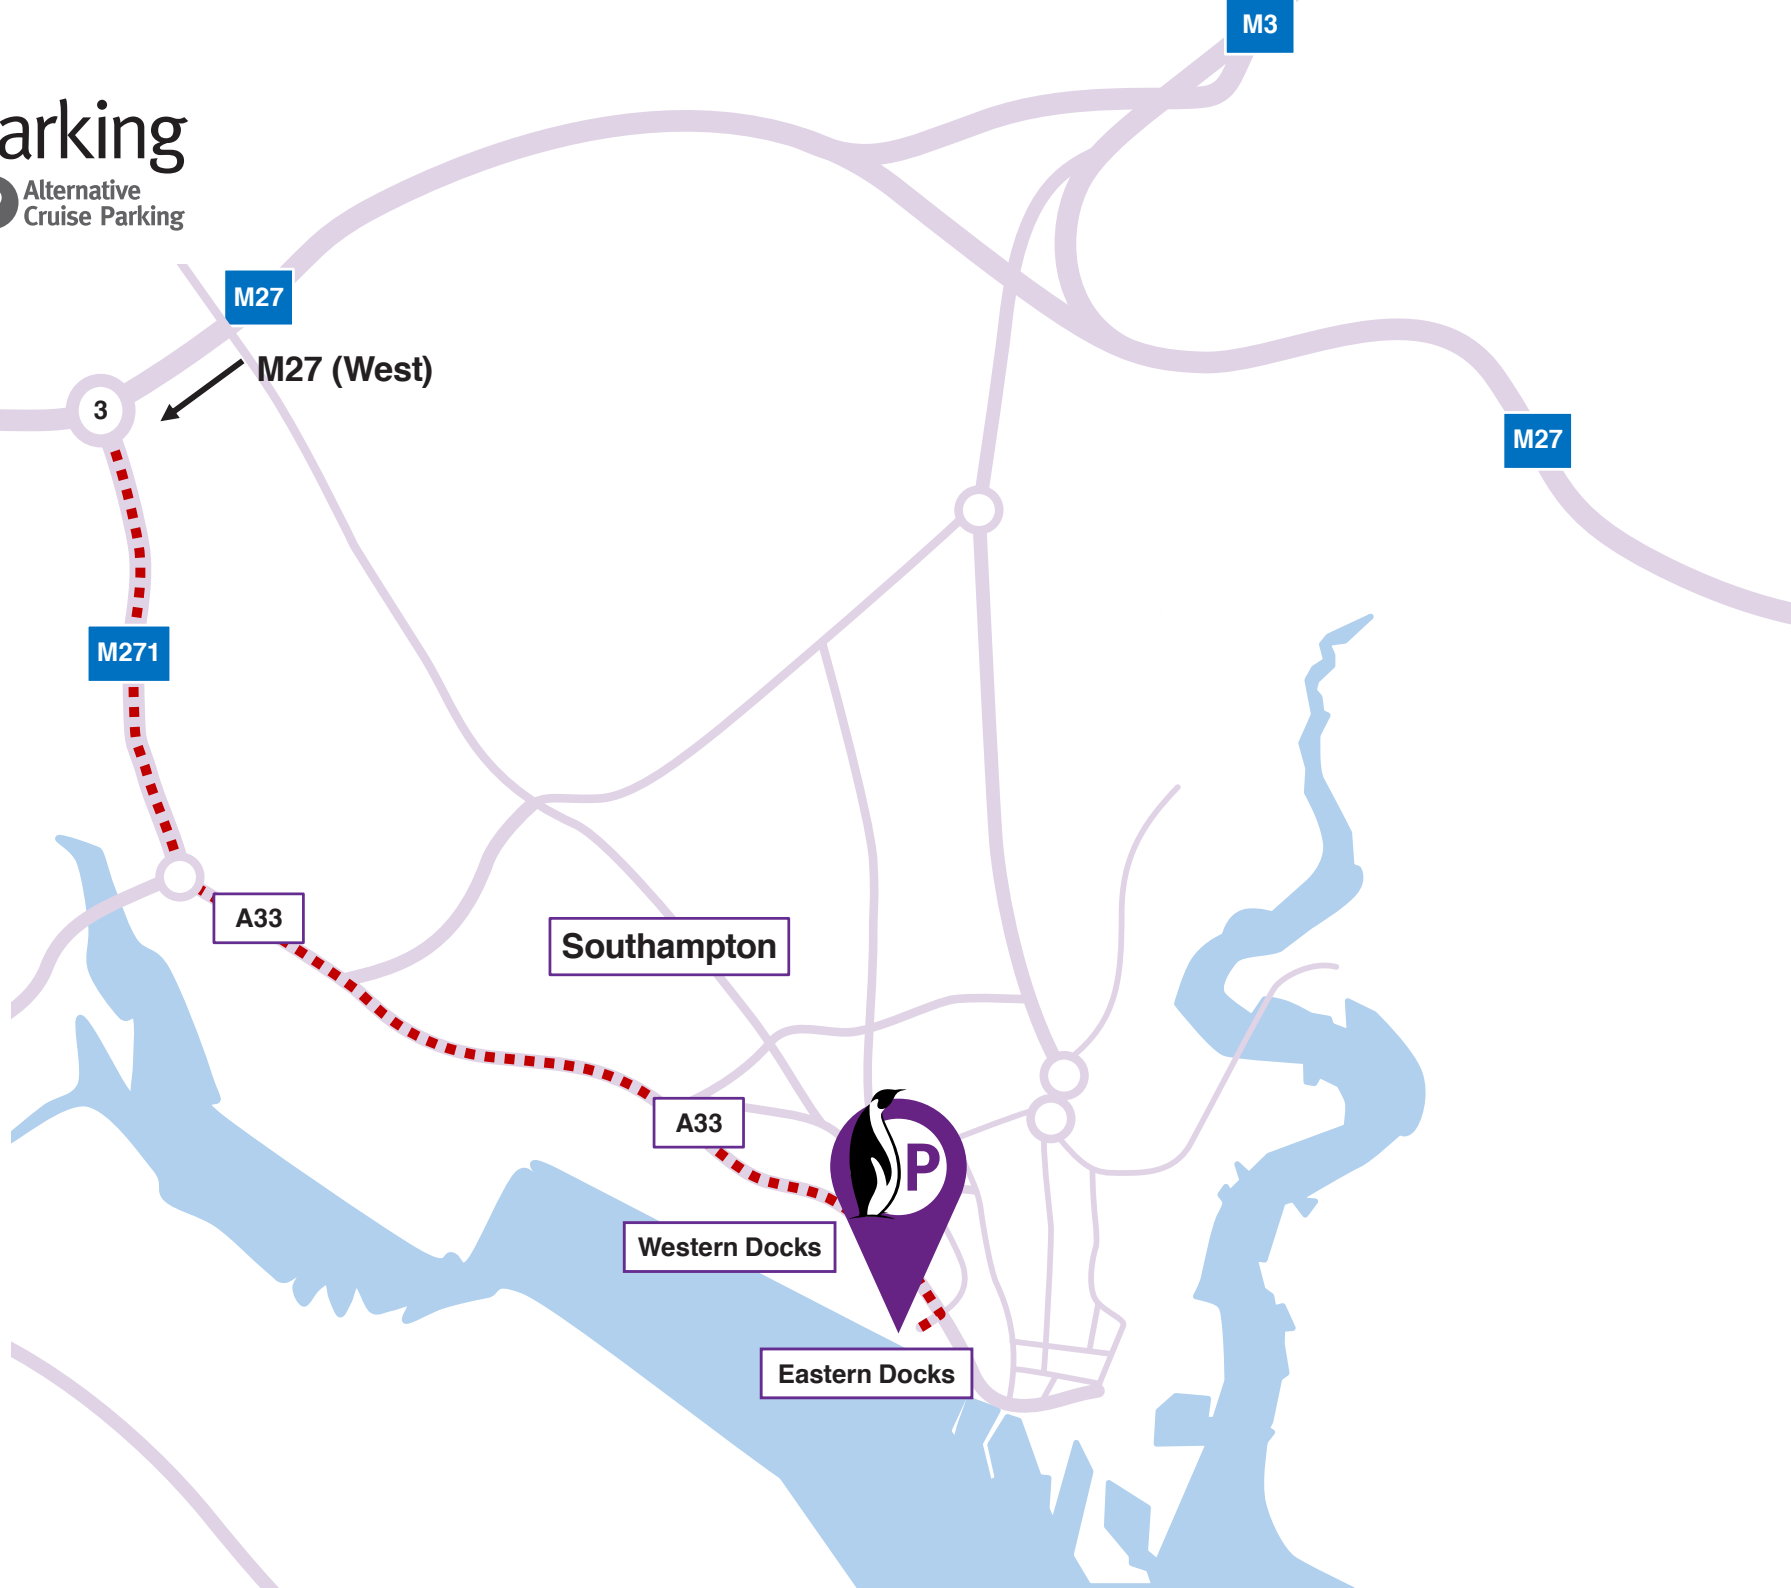 M3
arking
Alternative
Cruise Parking
M27
M27 (West)
3
M27
M271
A33
Southampton
A33
P
Western Docks
Eastern Docks